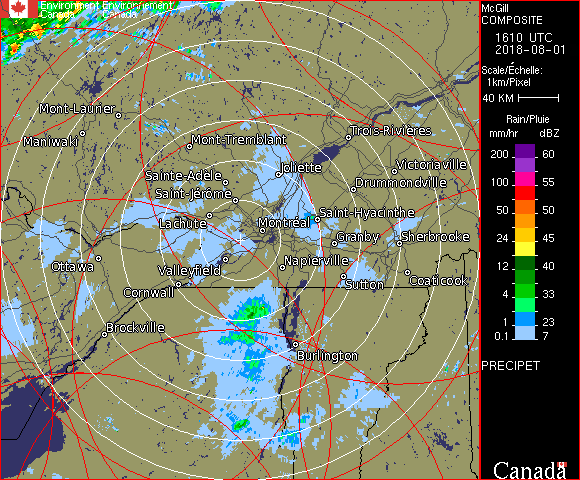 Environment Environnement
Canada Canada
Mont-Laurier
Maniwaki
Mont-Tremblant
Trois-Rivières
Sainte-Adèle
Joliette
Victoriaville
Saint-Jérôme
Drummondville
Lachute
Montréal
Saint-Hyacinthe
Ottawa
Granby
Sherbrooke
Valleyfield
Napierville
Cornwall
Sutton
Coaticook
Brockville
Burlington
McGill
COMPOSITE
1610 UTC
2018-08-01
Scale/Échelle:
1km/Pixel
40 KM
Rain/Pluie
mm/hr dBZ
200 60
100 55
50 50
24 45
12 40
4 33
2 23
0.1 7
PRECIPET
Canada